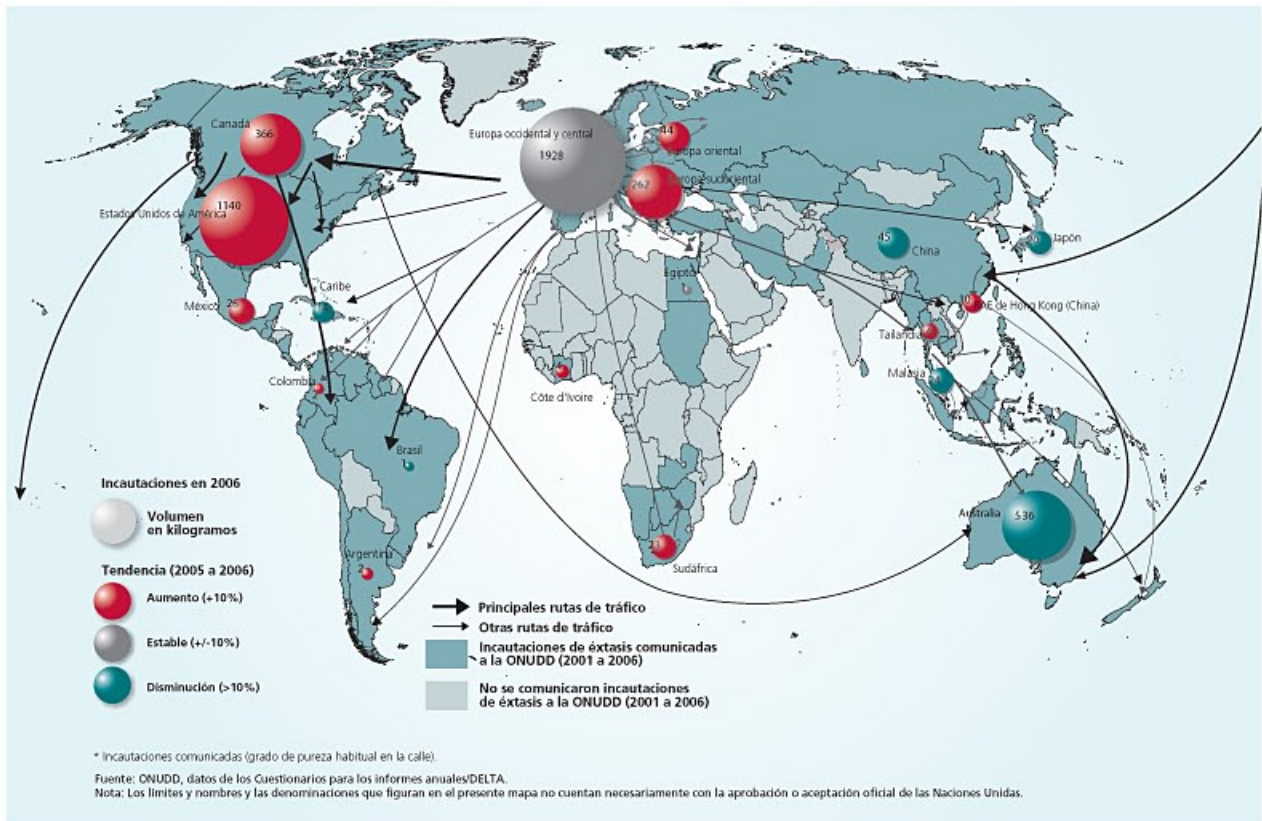 Canadá
366
Europa occidental y central
1928
44
Europa oriental
262
Europa sudoriental
1140
Estados Unidos de América
45
China
Japón
México
Caribe
Egipto
RAE de Hong Kong (China)
Tailandia
Malasia
Colombia
Côte d'Ivoire
Brasil
1
Australia
536
Argentina
2
23
Sudáfrica
Incautaciones en 2006
Volumen
en kilogramos
Tendencia (2005 a 2006)
Aumento (+10%)
Estable (+/-10%)
Disminución (>10%)
Principales rutas de tráfico
Otras rutas de tráfico
Incautaciones de éxtasis comunicadas
a la ONUDD (2001 a 2006)
No se comunicaron incautaciones
de éxtasis a la ONUDD (2001 a 2006)
* Incautaciones comunicadas (grado de pureza habitual en la calle).
Fuente: ONUDD, datos de los Cuestionarios para los informes anuales/DELTA.
Nota: Los límites y nombres y las denominaciones que figuran en el presente mapa no cuentan necesariamente con la aprobación o aceptación oficial de las Naciones Unidas.